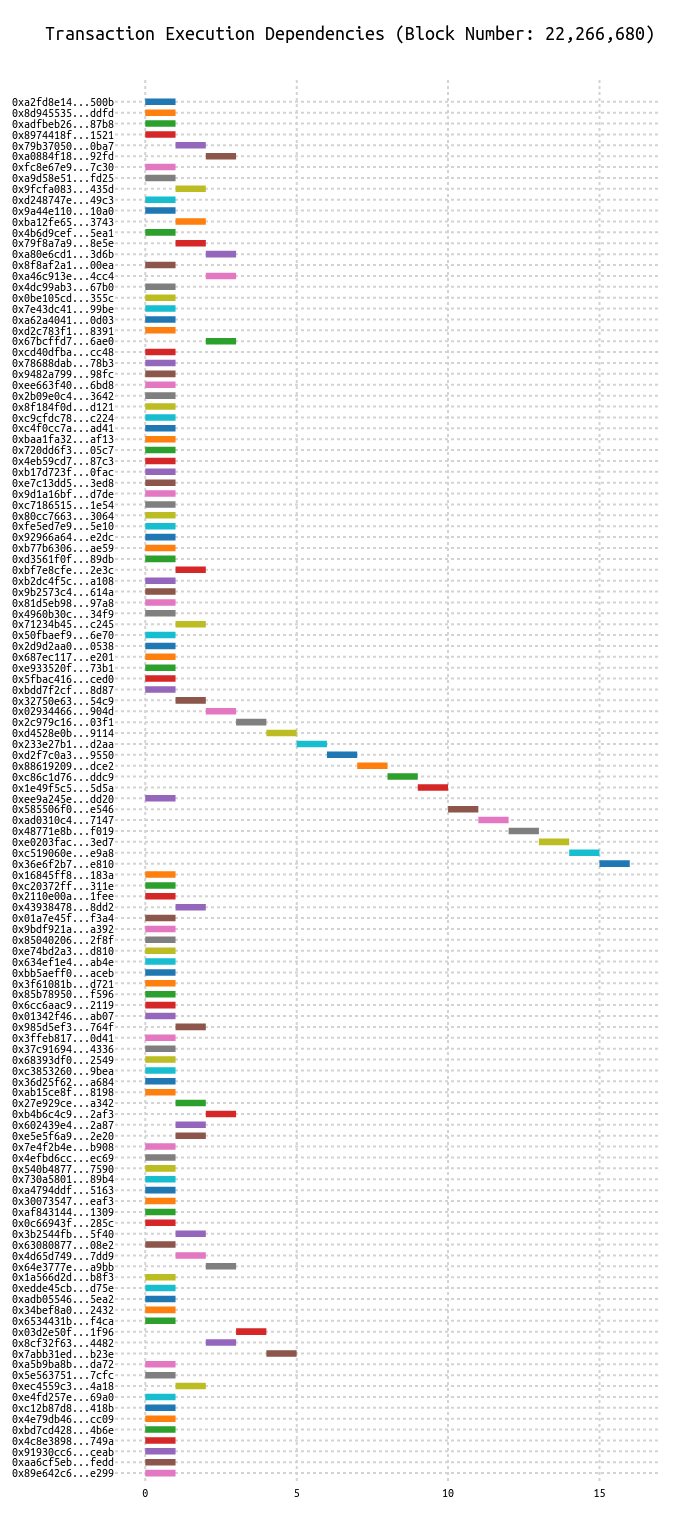 Transaction Execution Dependencies (Block Number: 22,266,680)
0xa2fd8e14...500b
0x8d945535...ddfd
0xadfbeb26...87b8
0x8974418f...1521
0x79b37050...0ba7
0xa0884f18...92fd
0xfc8e67e9...7c30
0xa9d58e51...fd25
0x9fcfa083...435d
0xd248747e...49c3
0x9a44e110...10a0
0xba12fe65...3743
0x4b6d9cef...5ea1
0x79f8a7a9...8e5e
0xa80e6cd1...3d6b
0x8f8af2a1...00ea
0xa46c913e...4cc4
0x4dc99ab3...67b0
0x0be105cd...355c
0x7e43dc41...99be
0xa62a4041...0d03
0xd2c783f1...8391
0x67bcffd7...6ae0
0xcd40dfba...cc48
0x78688dab...78b3
0x9482a799...98fc
0xee663f40...6bd8
0x2b09e0c4...3642
0x8f184f0d...d121
0xc9cfdc78...c224
0xc4f0cc7a...ad41
0xbaa1fa32...af13
0x720dd6f3...05c7
0x4eb59cd7...87c3
0xb17d723f...0fac
0xe7c13dd5...3ed8
0x9d1a16bf...d7de
0xc7186515...1e54
0x80cc7663...3064
0xfe5ed7e9...5e10
0x92966a64...e2dc
0xb77b6306...ae59
0xd3561f0f...89db
0xbf7e8cfe...2e3c
0xb2dc4f5c...a108
0x9b2573c4...614a
0x81d5eb98...97a8
0x4960b30c...34f9
0x71234b45...c245
0x50fbaef9...6e70
0x2d9d2aa0...0538
0x687ec117...e201
0xe933520f...73b1
0x5fbac416...ced0
0xbdd7f2cf...8d87
0x32750e63...54c9
0x02934466...904d
0x2c979c16...03f1
0xd4528e0b...9114
0x233e27b1...d2aa
0xd2f7c0a3...9550
0x88619209...dce2
0xc86c1d76...ddc9
0x1e49f5c5...5d5a
0xee9a245e...dd20
0x585506f0...e546
0xad0310c4...7147
0x48771e8b...f019
0xe0203fac...3ed7
0xc519060e...e9a8
0x36e6f2b7...e810
0x16845ff8...183a
0xc20372ff...311e
0x2110e00a...1fee
0x43938478...8dd2
0x01a7e45f...f3a4
0x9bdf921a...a392
0x85040206...2f8f
0xe74bd2a3...d810
0x634ef1e4...ab4e
0xbb5aeff0...aceb
0x3f61081b...d721
0x85b78950...f596
0x6cc6aac9...2119
0x01342f46...ab07
0x985d5ef3...764f
0x3ffeb817...0d41
0x37c91694...4336
0x68393df0...2549
0xc3853260...9bea
0x36d25f62...a684
0xab15ce8f...8198
0x27e929ce...a342
0xb4b6c4c9...2af3
0x602439e4...2a87
0xe5e5f6a9...2e20
0x7e4f2b4e...b908
0x4efbd6cc...ec69
0x540b4877...7590
0x730a5801...89b4
0xa4794ddf...5163
0x30073547...eaf3
0xaf843144...1309
0x0c66943f...285c
0x3b2544fb...5f40
0x63080877...08e2
0x4d65d749...7dd9
0x64e3777e...a9bb
0x1a566d2d...b8f3
0xedde45cb...d75e
0xadb05546...5ea2
0x34bef8a0...2432
0x6534431b...f4ca
0x03d2e50f...1f96
0x8cf32f63...4482
0x7abb31ed...b23e
0xa5b9ba8b...da72
0x5e563751...7cfc
0xec4559c3...4a18
0xe4fd257e...69a0
0xc12b87d8...418b
0x4e79db46...cc09
0xbd7cd428...4b6e
0x4c8e3898...749a
0x91930cc6...ceab
0xaa6cf5eb...fedd
0x89e642c6...e299
0 5 10 15